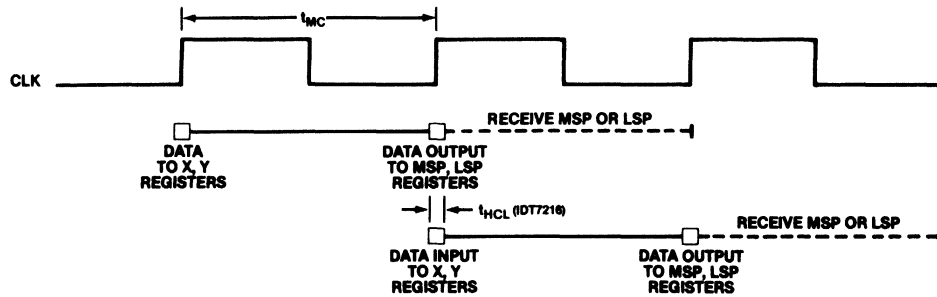 tMC
CLK
RECEIVE MSP OR LSP
DATA
TO X, Y
REGISTERS
DATA OUTPUT
TO MSP, LSP
REGISTERS
tHCL (IDT7216)
RECEIVE MSP OR LSP
DATA INPUT
TO X, Y
REGISTERS
DATA OUTPUT
TO MSP, LSP
REGISTERS